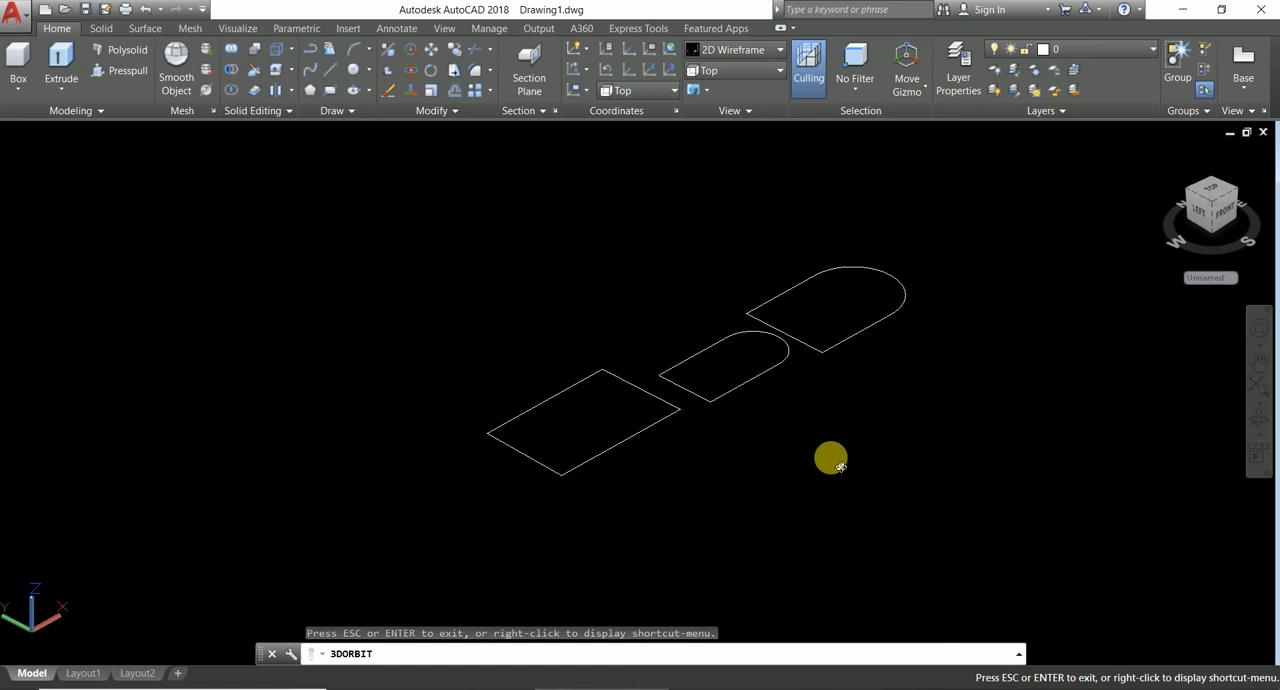 Autodesk AutoCAD 2018 Drawing1.dwg
Type a keyword or phrase
Sign In
Home Solid Surface Mesh Visualize Parametric Insert Annotate View Manage Output A360 Express Tools Featured Apps
Box
Extrude
Polysolid
Presspull
Smooth
Object
Section
Plane
Top
2D Wireframe
Top
Culling
No Filter
Move
Gizmo
Layer
Properties
0
Group
Base
Modeling
Mesh
Solid Editing
Draw
Modify
Section
Coordinates
View
Selection
Layers
Groups
View
TOP
LEFT
FRONT
N
E
W
S
Unnamed
Z
Y
X
Press ESC or ENTER to exit, or right-click to display shortcut-menu.
3DORBIT
Model Layout1 Layout2 +
Press ESC or ENTER to exit, or right-click to display shortcut-menu.